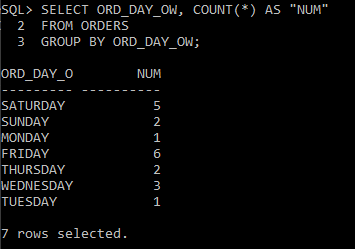 SQL> SELECT ORD_DAY_OW, COUNT(*) AS "NUM"
  2  FROM ORDERS
  3  GROUP BY ORD_DAY_OW;
ORD_DAY_O        NUM
--------- ----------
SATURDAY           5
SUNDAY             2
MONDAY             1
FRIDAY             6
THURSDAY           2
WEDNESDAY          3
TUESDAY            1
7 rows selected.